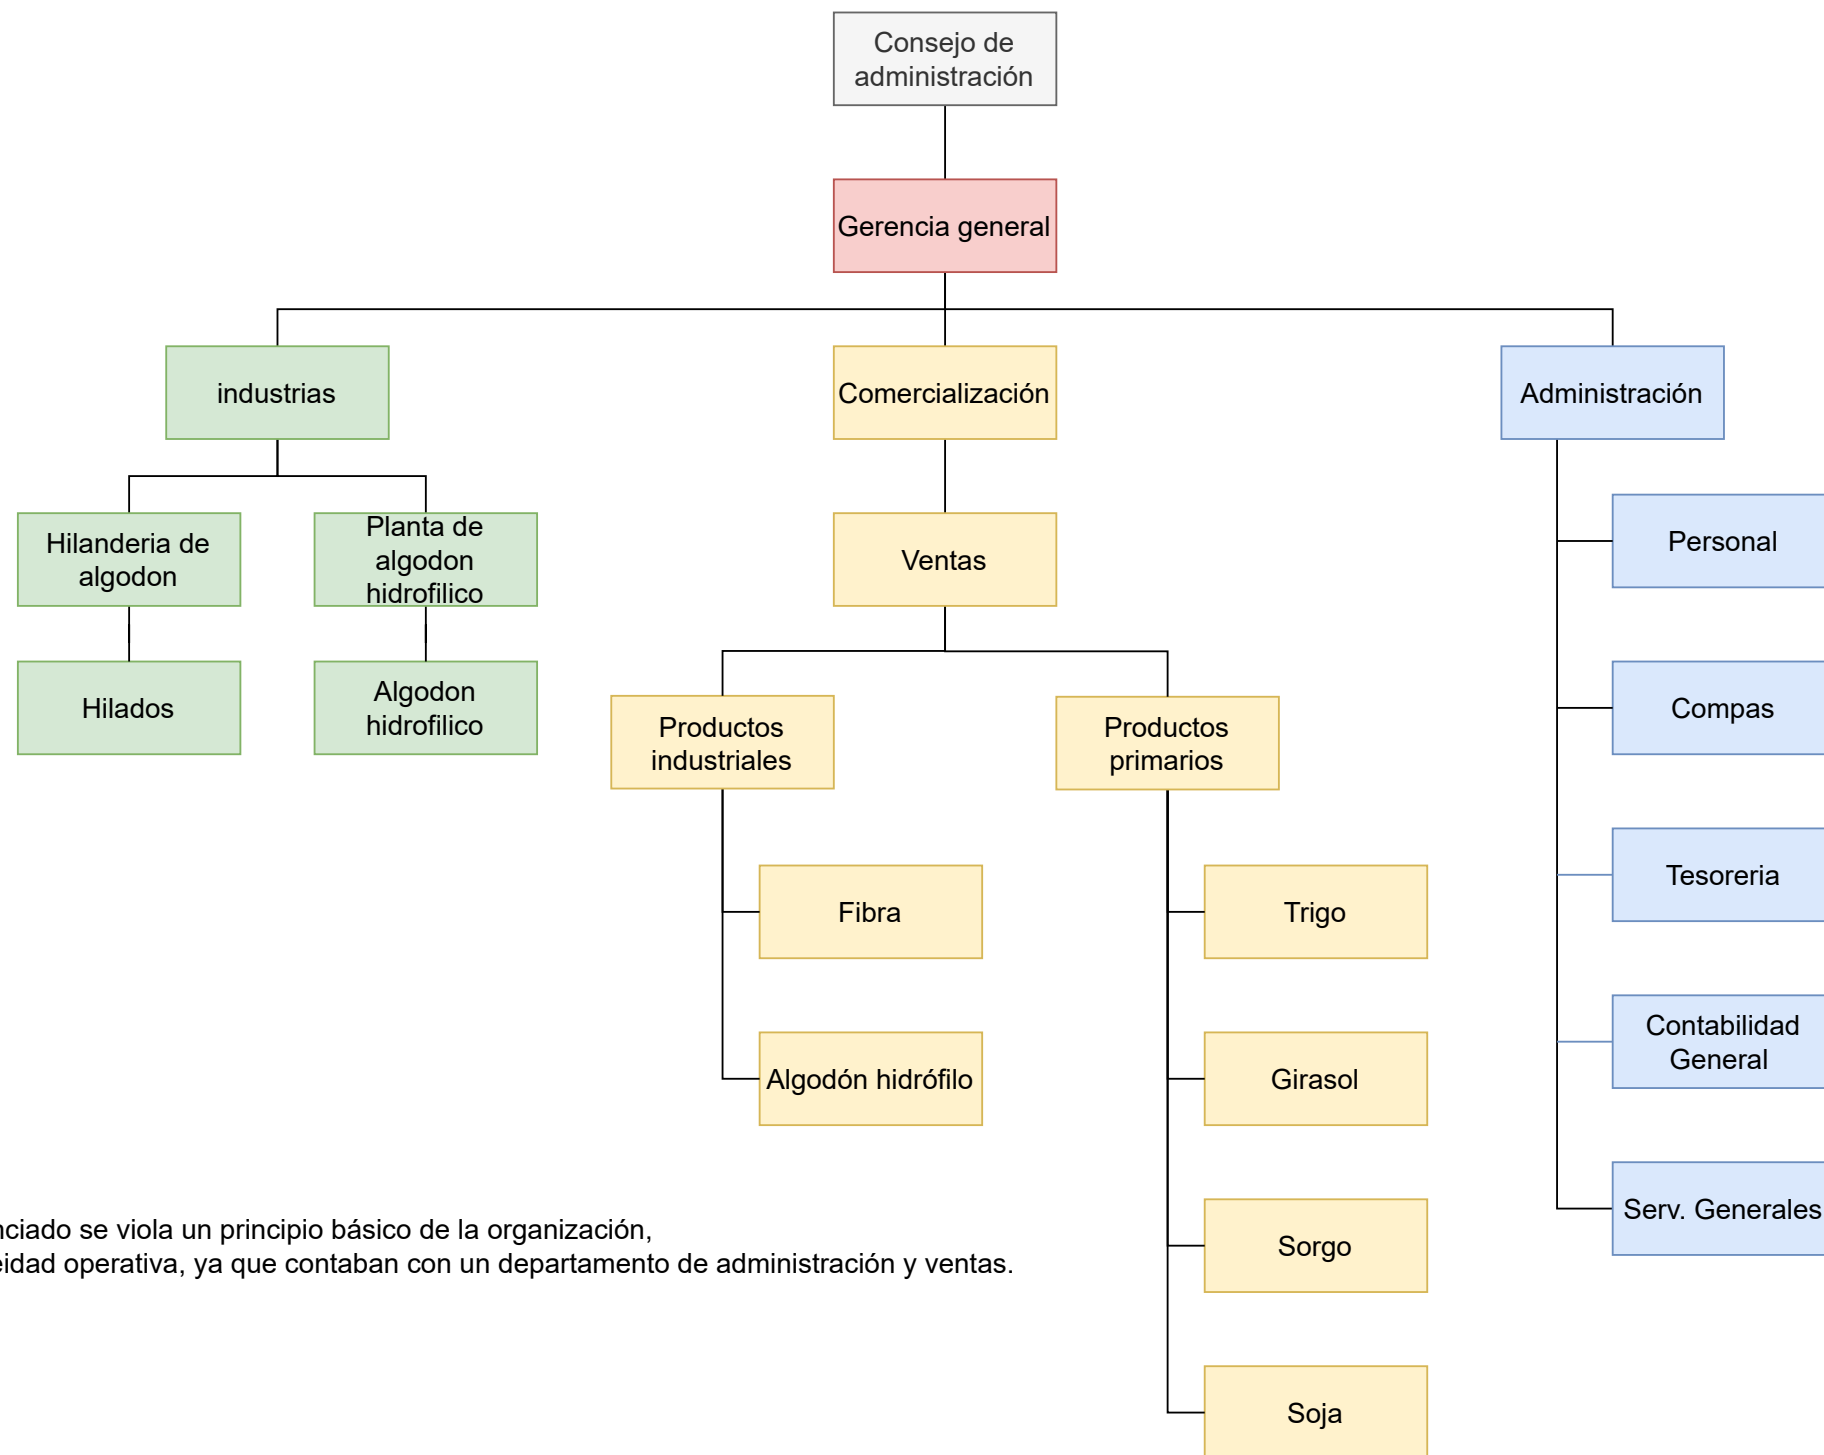 Consejo de
administración
Gerencia general
industrias
Comercialización
Administración
Hilanderia de
algodon
Planta de
algodon
hidrofilico
Ventas
Personal
Hilados
Algodon
hidrofilico
Productos
industriales
Productos
primarios
Compas
Fibra
Trigo
Tesoreria
Algodón hidrófilo
Girasol
Contabilidad
General
Sorgo
Serv. Generales
Soja
se viola un principio básico de la organización,
operativa, ya que contaban con un departamento de administración y ventas.